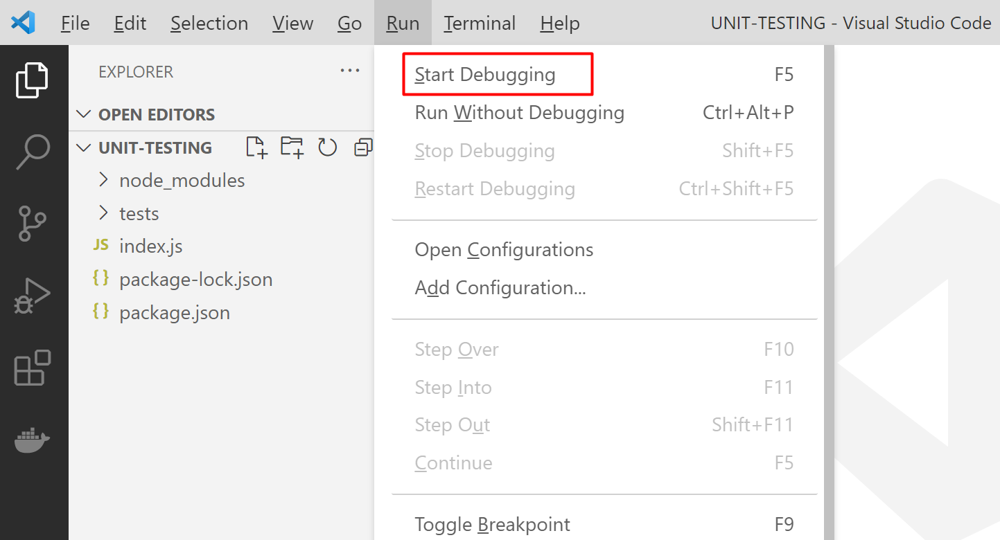 File Edit Selection View Go Run Terminal Help UNIT-TESTING - Visual Studio Code
EXPLORER ...
OPEN EDITORS
UNIT-TESTING
node_modules
tests
JS index.js
{} package-lock.json
{} package.json
Start Debugging F5
Run Without Debugging Ctrl+Alt+P
Stop Debugging Shift+F5
Restart Debugging Ctrl+Shift+F5
Open Configurations
Add Configuration...
Step Over F10
Step Into F11
Step Out Shift+F11
Continue F5
Toggle Breakpoint F9